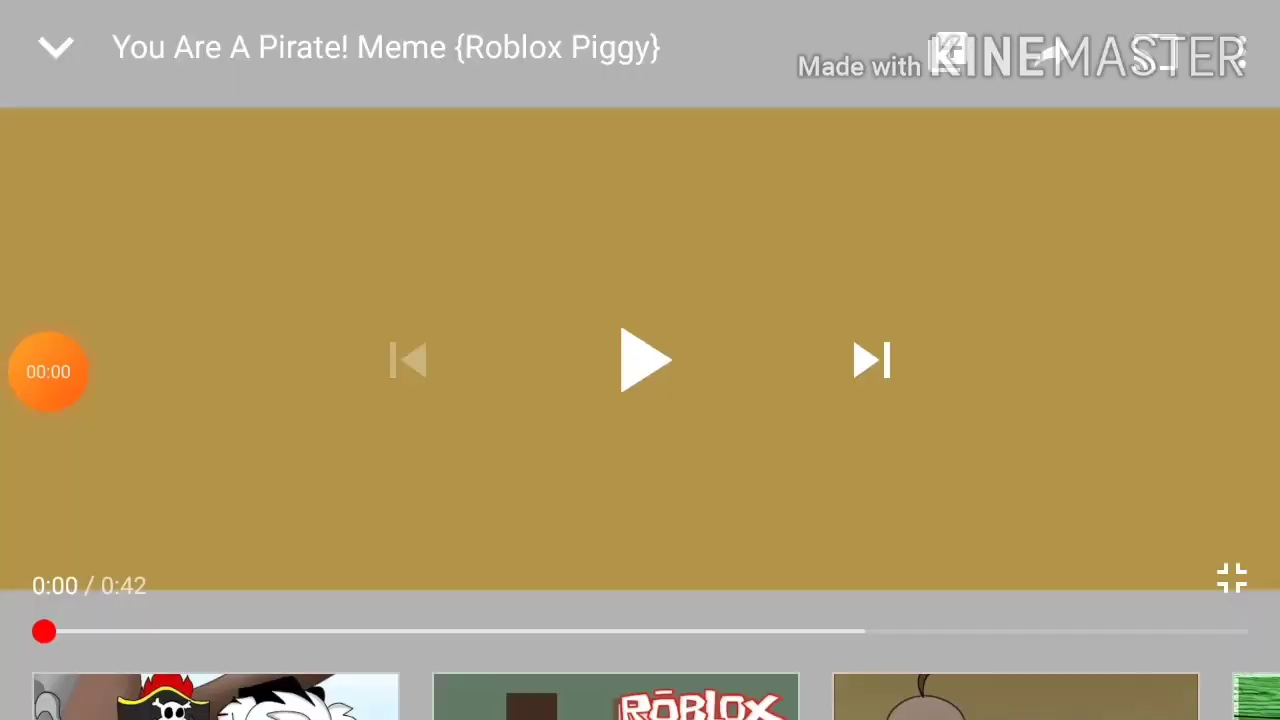 You Are A Pirate! Meme {Roblox Piggy}
Made with KINEMASTER
00:00
0:00 / 0:42
ROBLOX